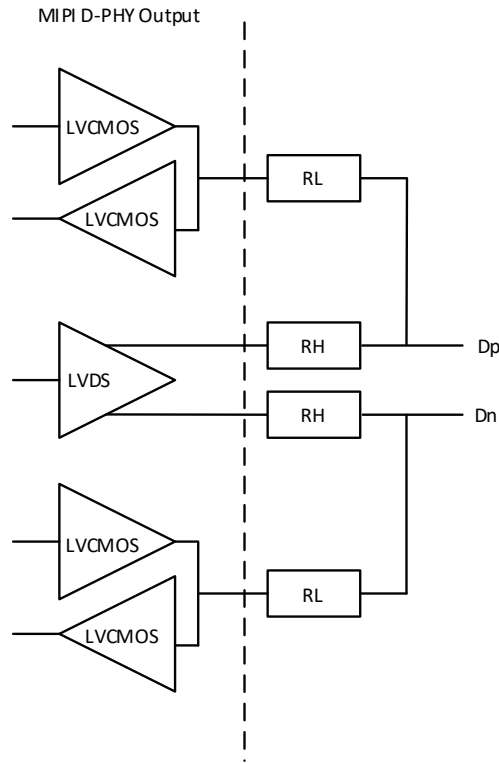 MIPI D-PHY Output
LVCMOS
RL
LVCMOS
RH
Dp
LVDS
RH
Dn
LVCMOS
RL
LVCMOS